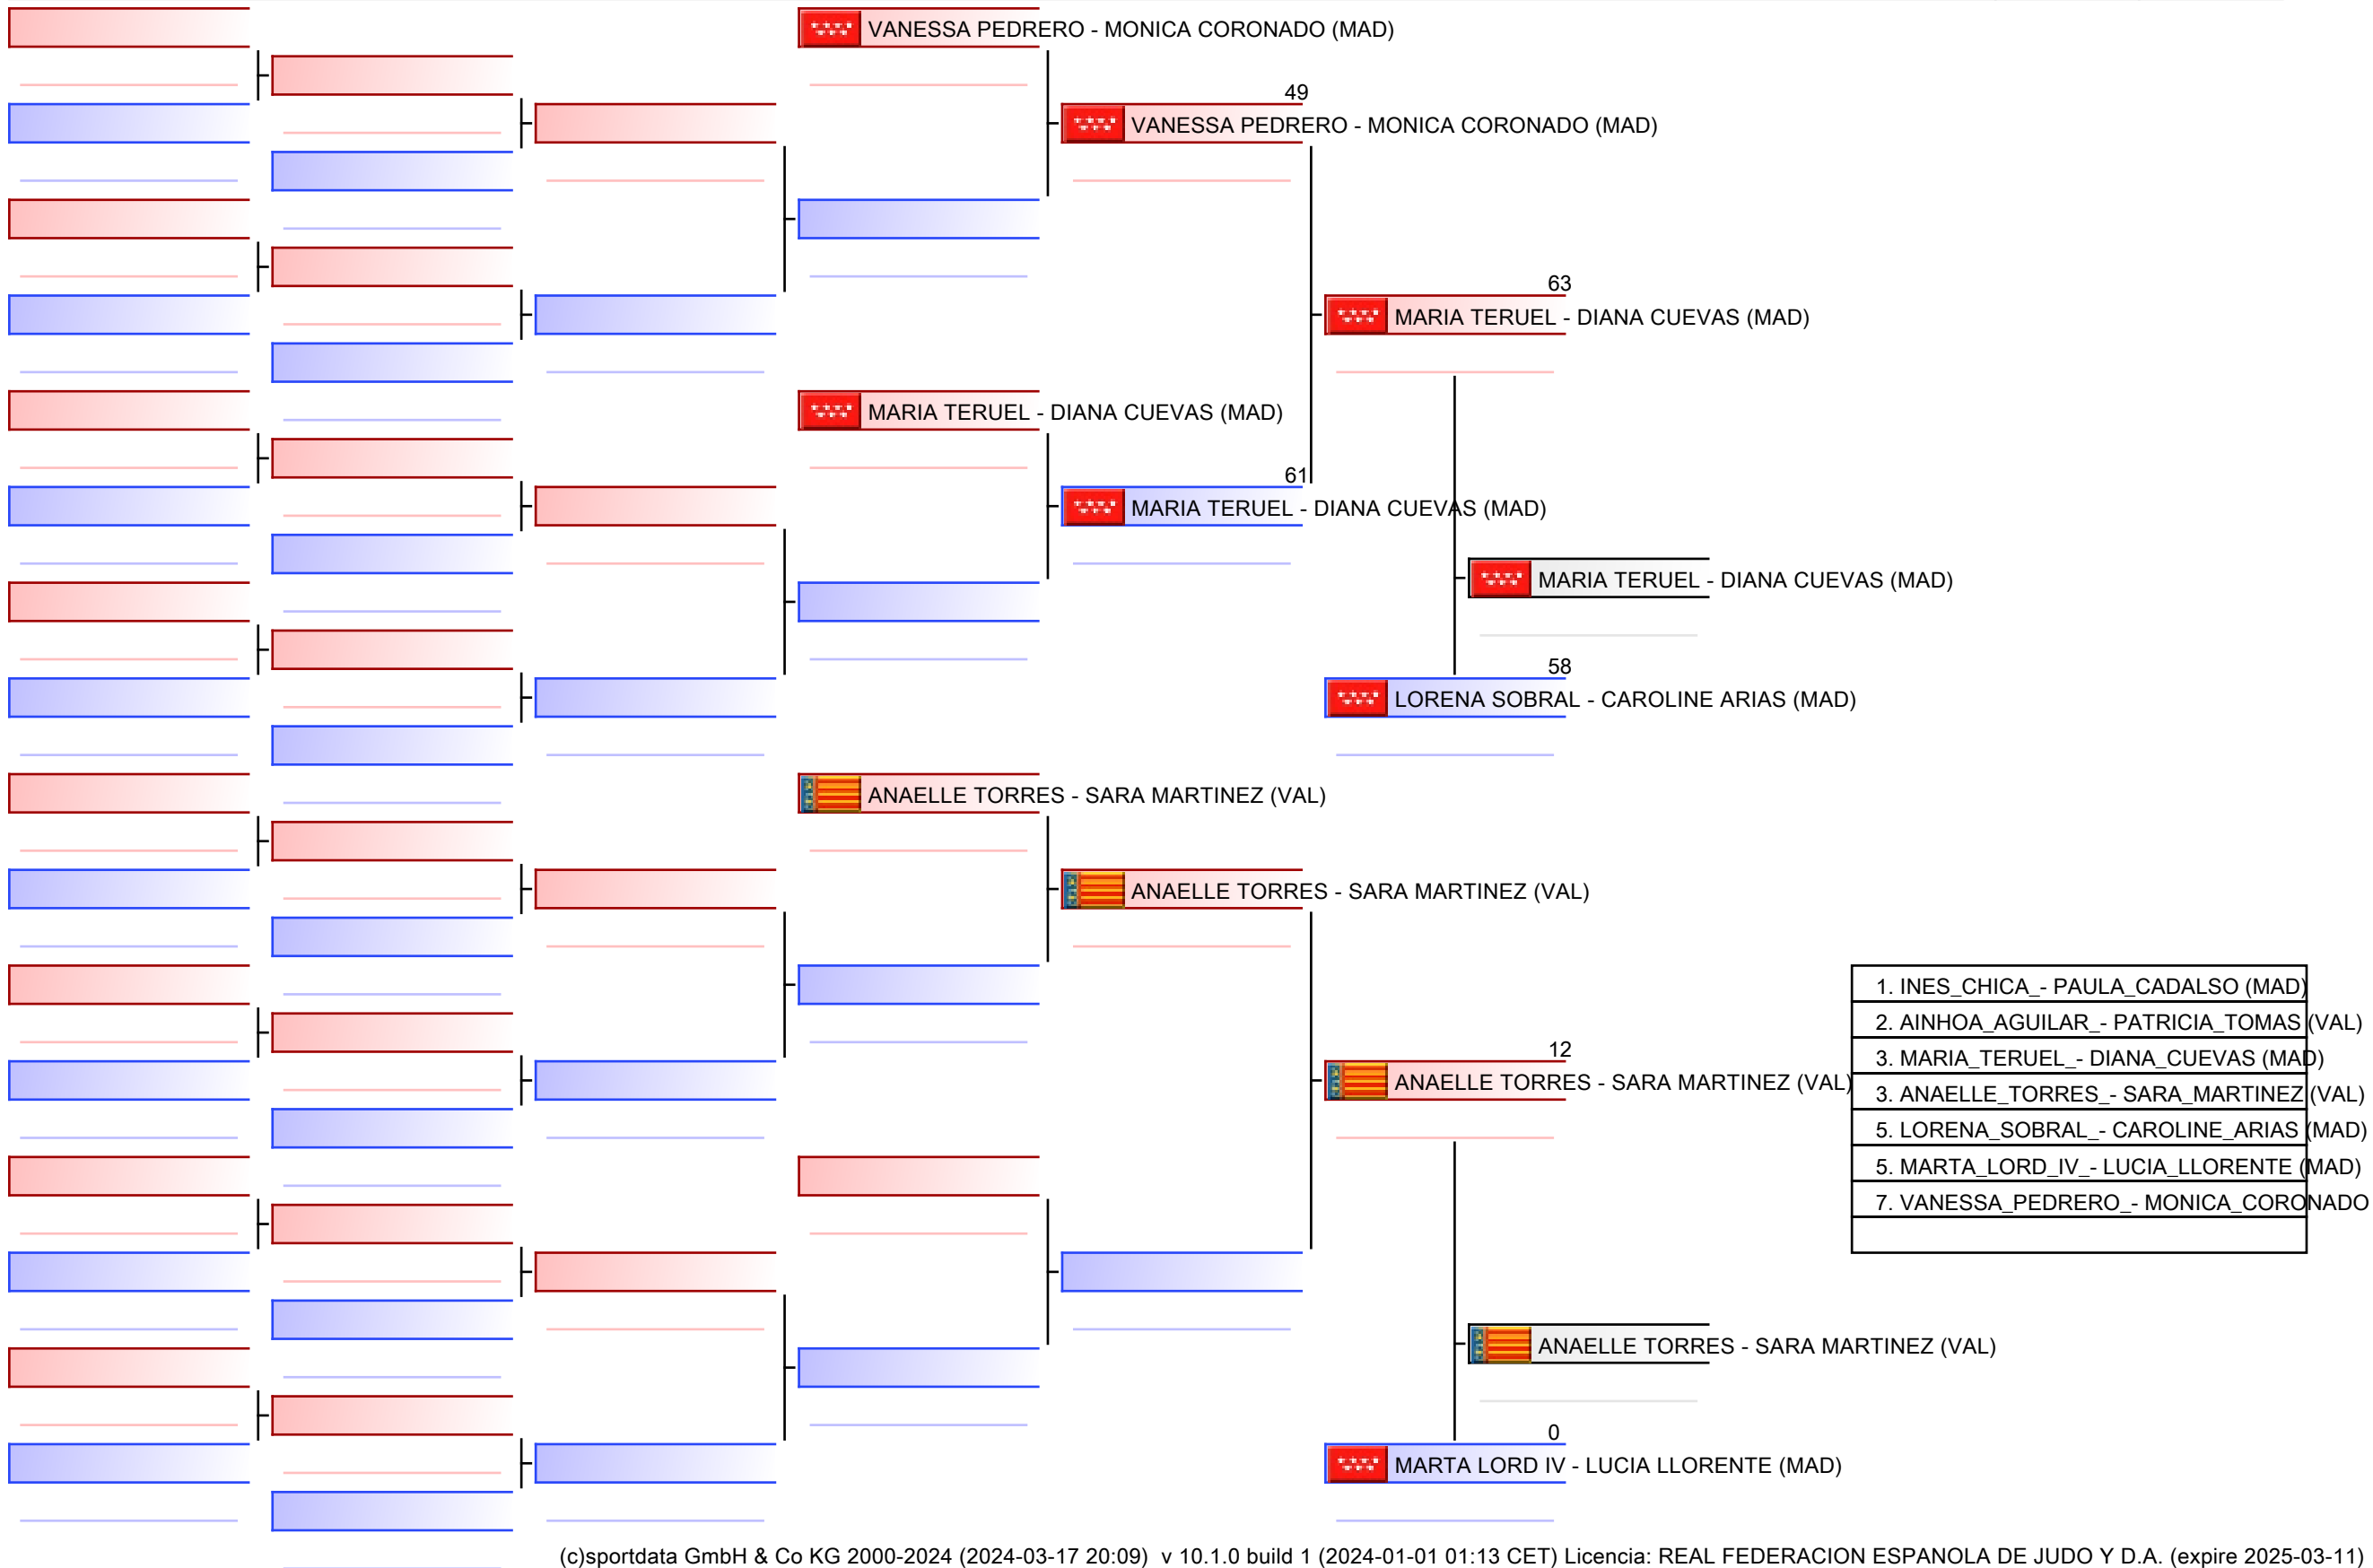 VANESSA PEDRERO - MONICA CORONADO (MAD)
49
VANESSA PEDRERO - MONICA CORONADO (MAD)
63
MARIA TERUEL - DIANA CUEVAS (MAD)
MARIA TERUEL - DIANA CUEVAS (MAD)
61
MARIA TERUEL - DIANA CUEVAS (MAD)
MARIA TERUEL - DIANA CUEVAS (MAD)
58
LORENA SOBRAL - CAROLINE ARIAS (MAD)
ANAELLE TORRES - SARA MARTINEZ (VAL)
ANAELLE TORRES - SARA MARTINEZ (VAL)
12
ANAELLE TORRES - SARA MARTINEZ (VAL)
1. INES_CHICA_- PAULA_CADALSO (MAD)
2. AINHOA_AGUILAR_- PATRICIA_TOMAS (VAL)
3. MARIA_TERUEL_- DIANA_CUEVAS (MAD)
3. ANAELLE_TORRES_- SARA_MARTINEZ (VAL)
5. LORENA_SOBRAL_- CAROLINE_ARIAS (MAD)
5. MARTA_LORD_IV_- LUCIA_LLORENTE (MAD)
7. VANESSA_PEDRERO_- MONICA_CORONADO
ANAELLE TORRES - SARA MARTINEZ (VAL)
0
MARTA LORD IV - LUCIA LLORENTE (MAD)
(c)sportdata GmbH & Co KG 2000-2024 (2024-03-17 20:09) v 10.1.0 build 1 (2024-01-01 01:13 CET) Licencia: REAL FEDERACION ESPANOLA DE JUDO Y D.A. (expire 2025-03-11)